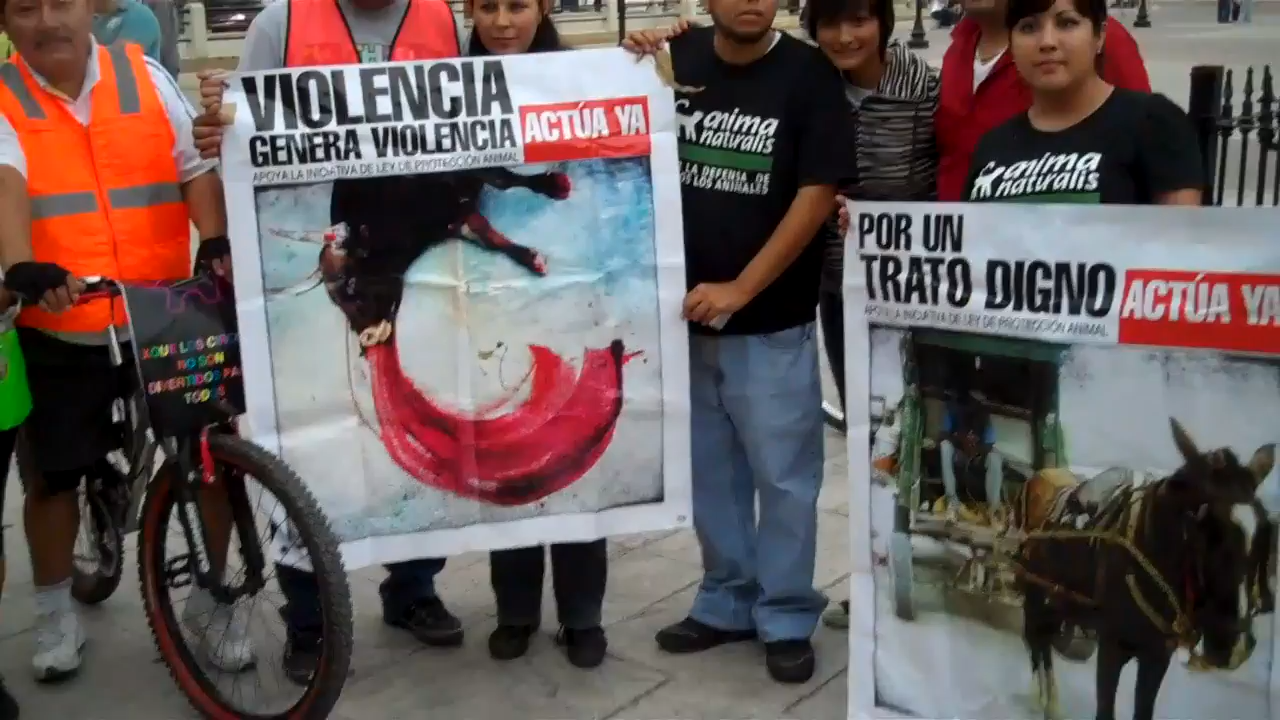 VIOLENCIA
GENERA VIOLENCIA
ACTÚA YA
APOYA LA INICIATIVA DE LEY DE PROTECCIÓN ANIMAL
anima
naturalis
LA DEFENSA DE
LOS ANIMALES
anima
naturalis
POR UN
TRATO DIGNO
ACTÚA YA
APOYA LA INICIATIVA DE LEY DE PROTECCIÓN ANIMAL
NO SON
DIVERTIDOS PA
TODOS